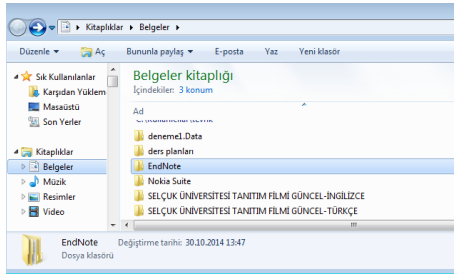 Kitaplıklar ▸ Belgeler ▸
Düzenle Aç Bununla paylaş E-posta Yaz Yeni klasör
Sık Kullanılanlar
Karşıdan Yüklem
Masaüstü
Son Yerler
Kitaplıklar
Belgeler
Müzik
Resimler
Video
Belgeler kitaplığı
İçindekiler: 3 konum
Ad
deneme1.Data
ders planları
EndNote
Nokia Suite
SELÇUK ÜNİVERSİTESİ TANITIM FİLMİ GÜNCEL-İNGİLİZCE
SELÇUK ÜNİVERSİTESİ TANITIM FİLMİ GÜNCEL-TÜRKÇE
EndNote Değiştirme tarihi: 30.10.2014 13:47
Dosya klasörü